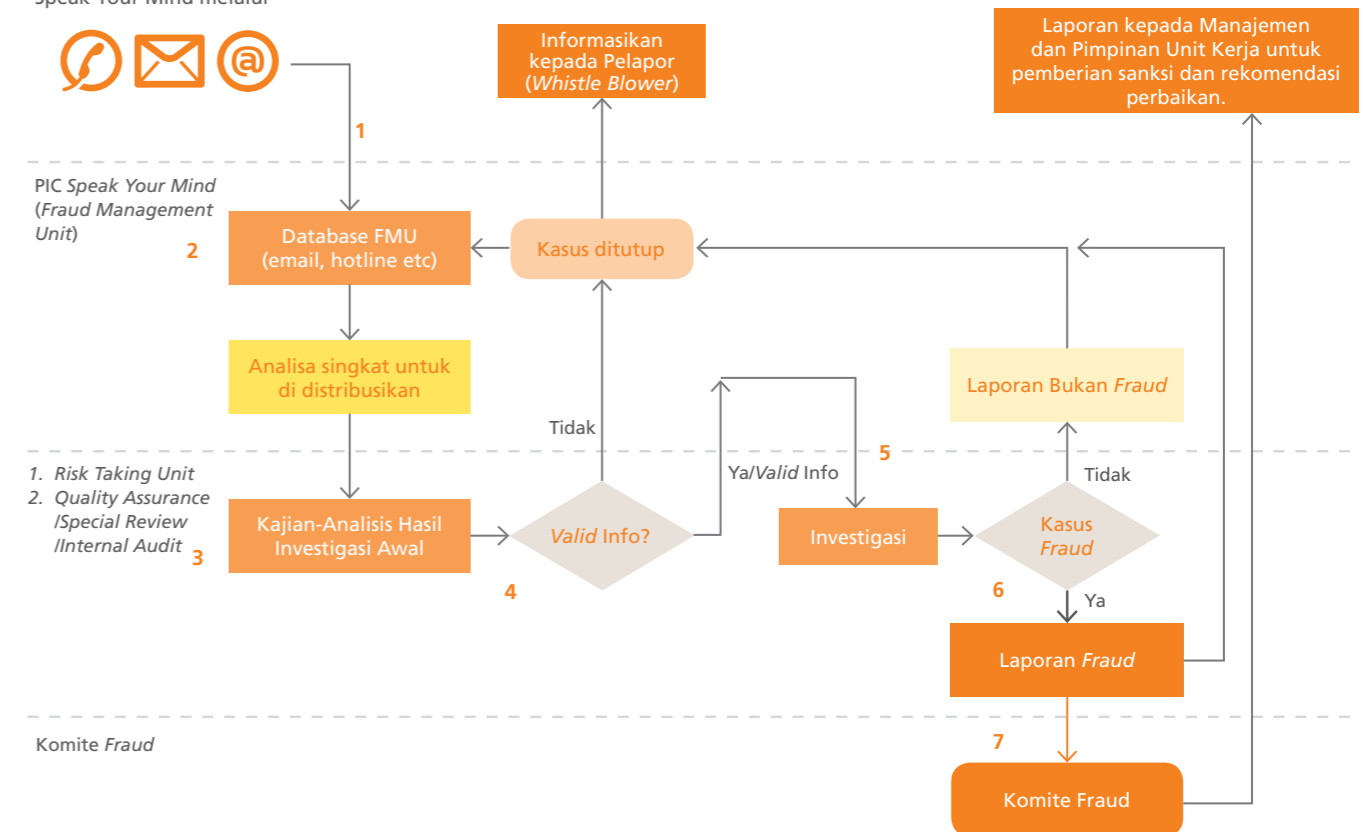 Speak Your Mind melalui
@
Informasikan
kepada Pelapor
(Whistle Blower)
Laporan kepada Manajemen
dan Pimpinan Unit Kerja untuk
pemberian sanksi dan rekomendasi
perbaikan.
1
PIC Speak Your Mind
(Fraud Management
Unit)
2
Database FMU
(email, hotline etc)
Kasus ditutup
Analisa singkat untuk
di distribusikan
Laporan Bukan Fraud
Tidak
1. Risk Taking Unit
2. Quality Assurance
/Special Review
/Internal Audit
3
Kajian-Analisis Hasil
Investigasi Awal
Valid Info?
4
Ya/Valid Info
5
Investigasi
Tidak
Kasus
Fraud
6
Ya
Laporan Fraud
Komite Fraud
7
Komite Fraud